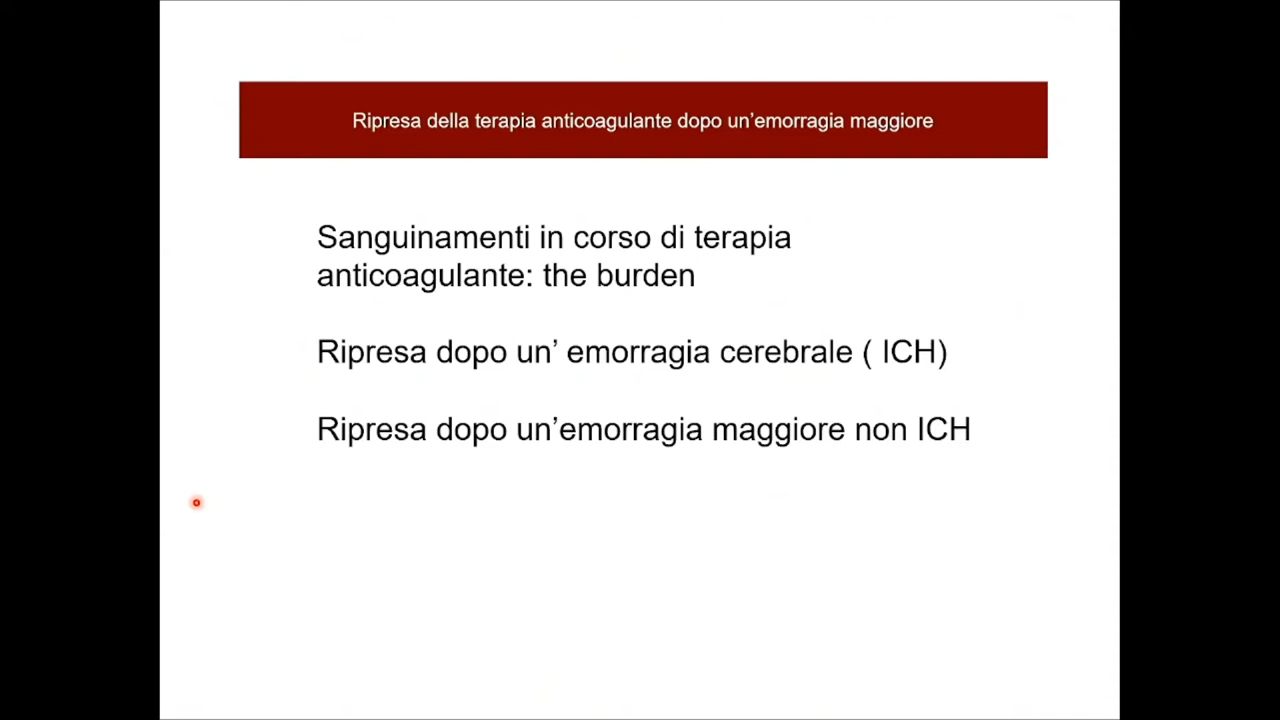 Ripresa della terapia anticoagulante dopo un’emorragia maggiore
Sanguinamenti in corso di terapia
anticoagulante: the burden
Ripresa dopo un’ emorragia cerebrale ( ICH)
Ripresa dopo un’emorragia maggiore non ICH